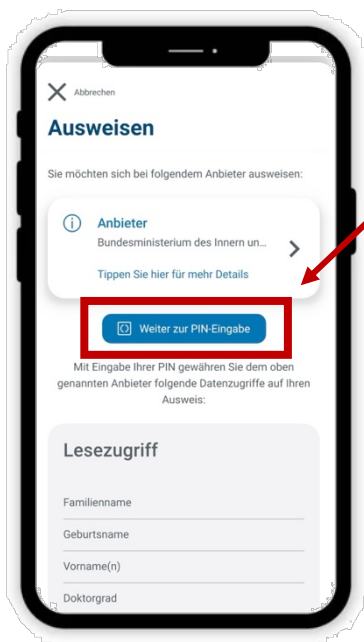 Abbrechen
Ausweisen
Sie möchten sich bei folgendem Anbieter ausweisen:
Anbieter
Bundesministerium des Innern un...
Tippen Sie hier für mehr Details
Weiter zur PIN-Eingabe
Mit Eingabe Ihrer PIN gewähren Sie dem oben
genannten Anbieter folgende Datenzugriffe auf Ihren
Ausweis:
Lesezugriff
Familienname
Geburtsname
Vorname(n)
Doktorgrad